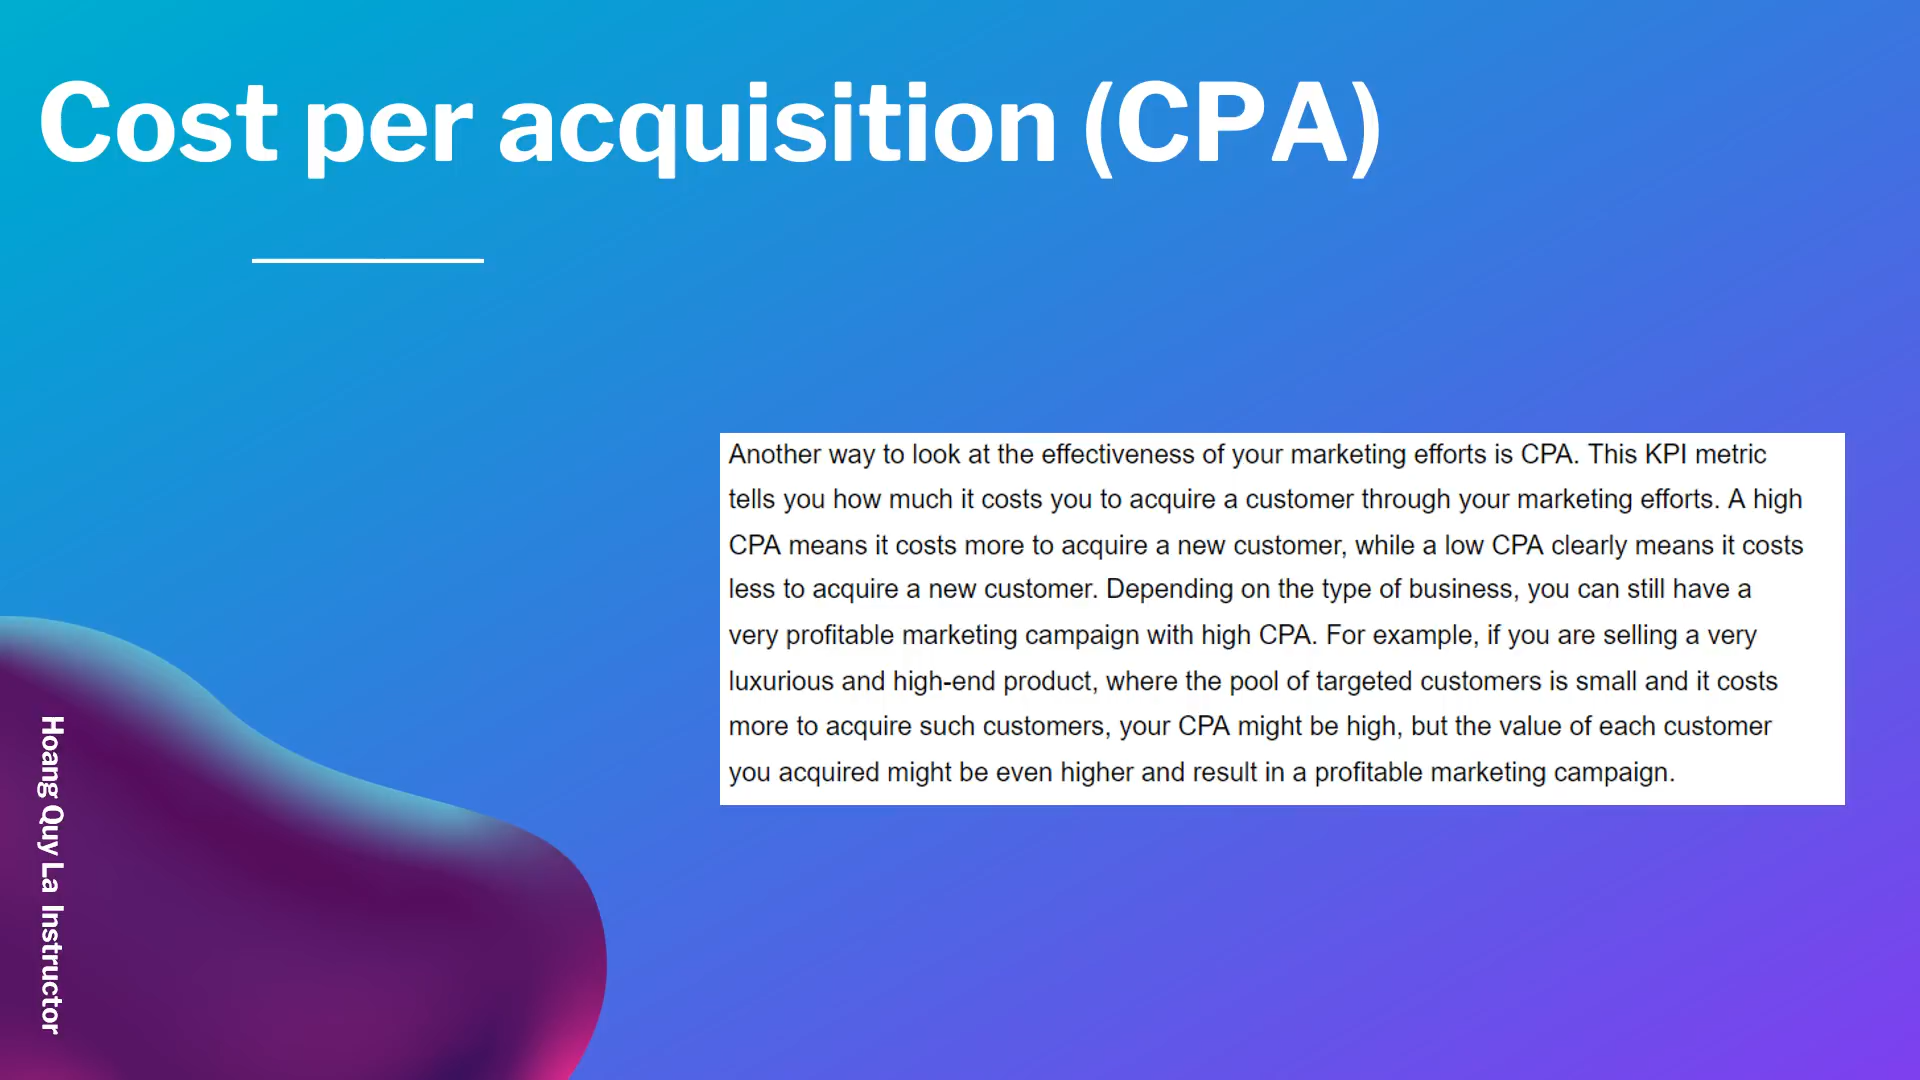 Cost per acquisition (CPA)
Another way to look at the effectiveness of your marketing efforts is CPA. This KPI metric
tells you how much it costs you to acquire a customer through your marketing efforts. A high
CPA means it costs more to acquire a new customer, while a low CPA clearly means it costs
less to acquire a new customer. Depending on the type of business, you can still have a
very profitable marketing campaign with high CPA. For example, if you are selling a very
luxurious and high-end product, where the pool of targeted customers is small and it costs
more to acquire such customers, your CPA might be high, but the value of each customer
you acquired might be even higher and result in a profitable marketing campaign.
Hoang Quy La Instructor